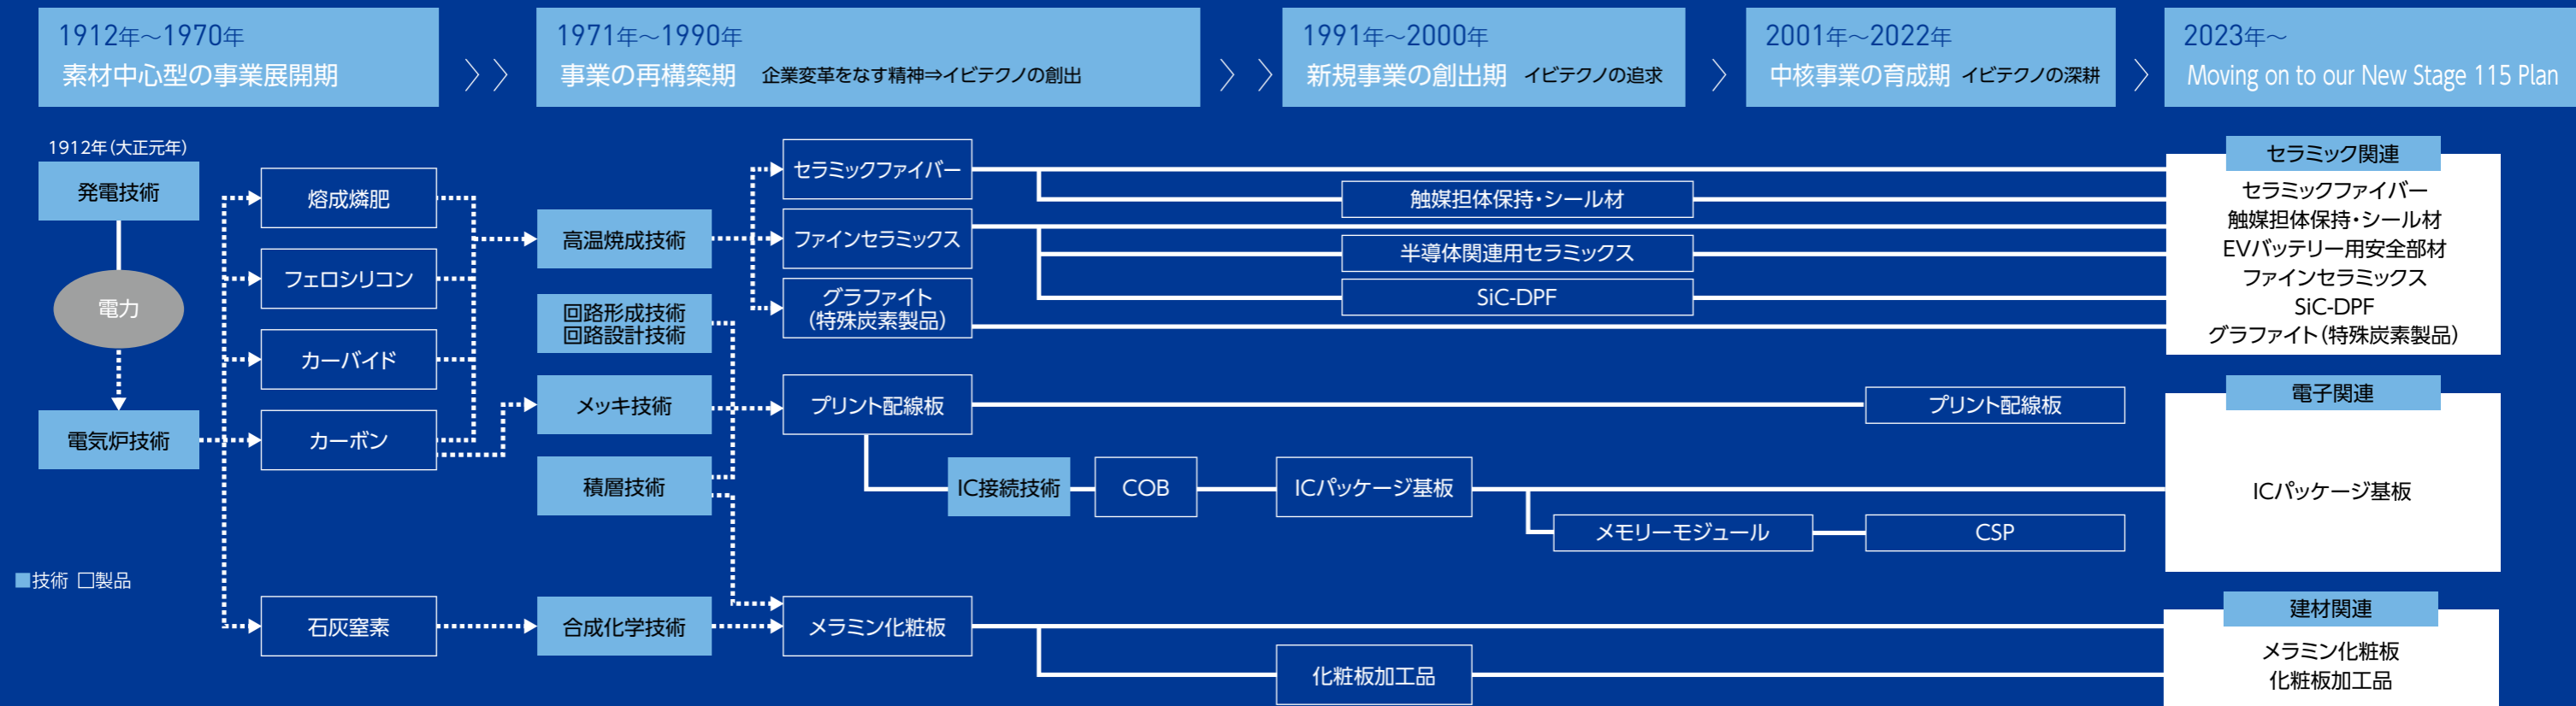 1912年～1970年
素材中心型の事業展開期
1971年～1990年
事業の再構築期 企業変革をなす精神⇒イビテクノの創出
1991年～2000年
新規事業の創出期 イビテクノの追求
2001年～2022年
中核事業の育成期 イビテクノの深耕
2023年～
Moving on to our New Stage 115 Plan
1912年（大正元年）
発電技術
電力
電気炉技術
熔成燐肥
フェロシリコン
カーバイド
カーボン
石灰窒素
高温焼成技術
回路形成技術
回路設計技術
メッキ技術
積層技術
合成化学技術
セラミックファイバー
ファインセラミックス
グラファイト
（特殊炭素製品）
プリント配線板
IC接続技術
COB
メラミン化粧板
触媒担体保持・シール材
半導体関連用セラミックス
SiC-DPF
ICパッケージ基板
化粧板加工品
メモリーモジュール
プリント配線板
CSP
セラミック関連
セラミックファイバー
触媒担体保持・シール材
EVバッテリー用安全部材
ファインセラミックス
SiC-DPF
グラファイト（特殊炭素製品）
電子関連
ICパッケージ基板
建材関連
メラミン化粧板
化粧板加工品
■技術 □製品